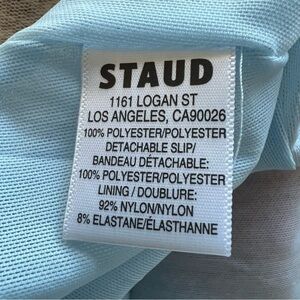 STAUD
1161 LOGAN ST
LOS ANGELES, CA90026
100% POLYESTER/POLYESTER
DETACHABLE SLIP/
BANDEAU DÉTACHABLE:
100% POLYESTER/POLYESTER
LINING / DOUBLURE:
92% NYLON/NYLON
8% ELASTANE/ÉLASTHANNE